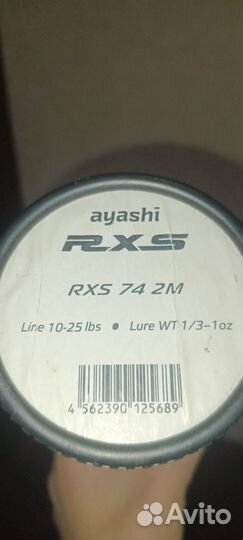 ayashi
RXS
RXS 74 2M
Line 10-25 lbs ● Lure WT 1/3-1oz
4 562390 125689
Avito